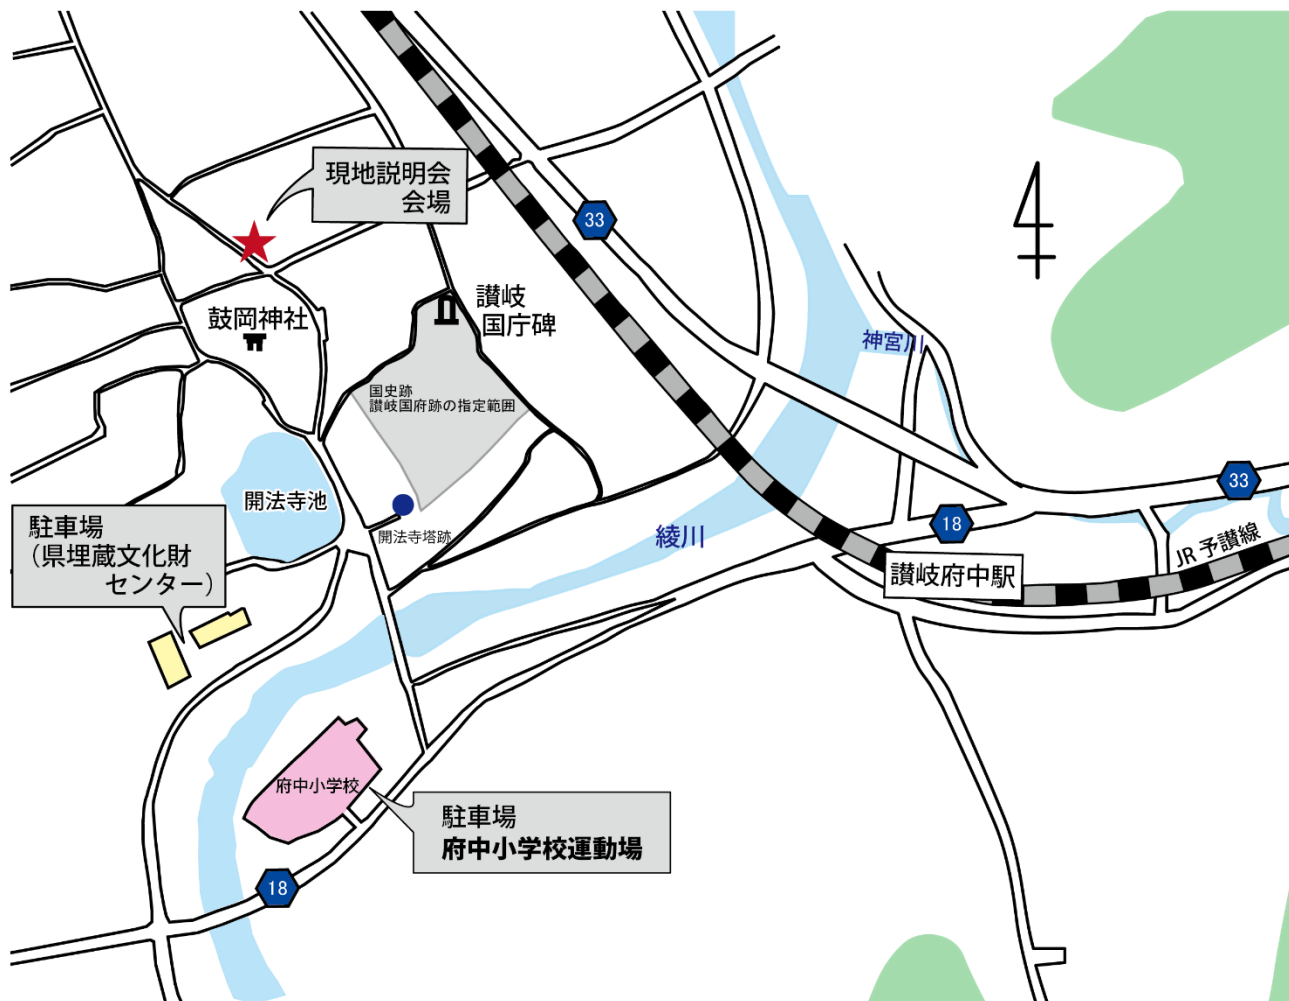 現地説明会
会場
33
讃岐
国庁碑
鼓岡神社
神宮川
国史跡
讃岐国府跡の指定範囲
33
開法寺池
18
駐車場
（県埋蔵文化財
センター）
開法寺塔跡
綾川
JR予讃線
讃岐府中駅
府中小学校
駐車場
府中小学校運動場
18